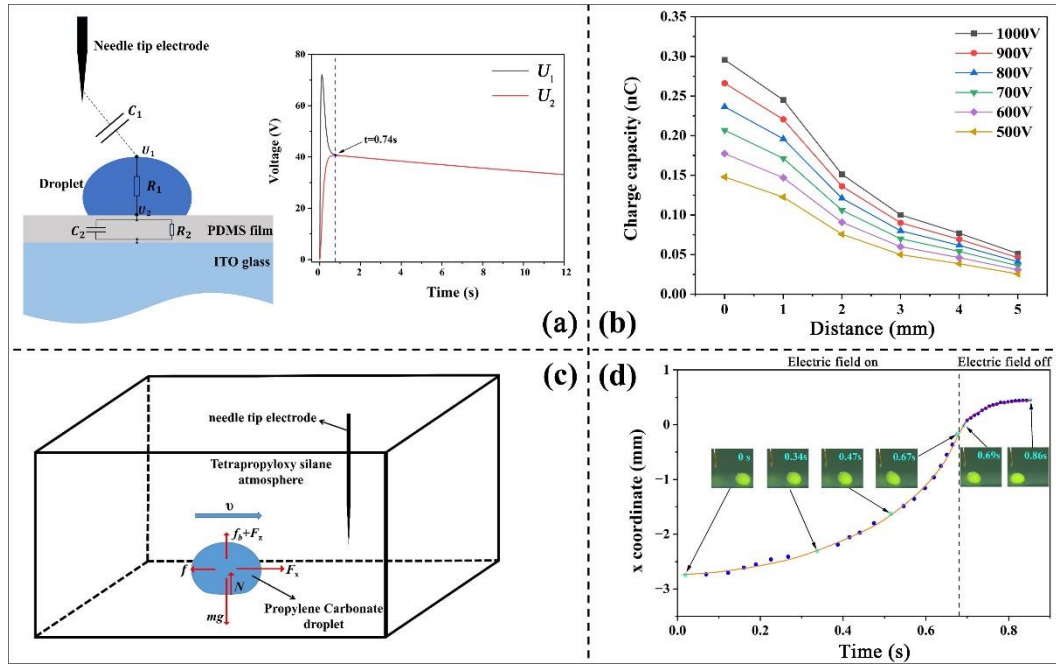 Needle tip electrode
C₁
U₁
Droplet
R₁
U₂
C₂
PDMS film
R₂
ITO glass
80
60
40
20
0
Voltage (V)
U₁
U₂
t=0.74s
0 2 4 6 8 10 12
Time (s)
(a)
0.35
0.30
0.25
0.20
0.15
0.10
0.05
0.00
Charge capacity (nC)
1000V
900V
800V
700V
600V
500V
0 1 2 3 4 5
Distance (mm)
(b)
(c)
needle tip electrode
Tetrapropyloxy silane
atmosphere
υ
f_b+F_z
f
F_x
N
mg
Propylene Carbonate
droplet
(d)
Electric field on
Electric field off
1
0
−1
−2
−3
x coordinate (mm)
0 s
0.34s
0.47s
0.67s
0.69s
0.86s
0.0 0.2 0.4 0.6 0.8
Time (s)